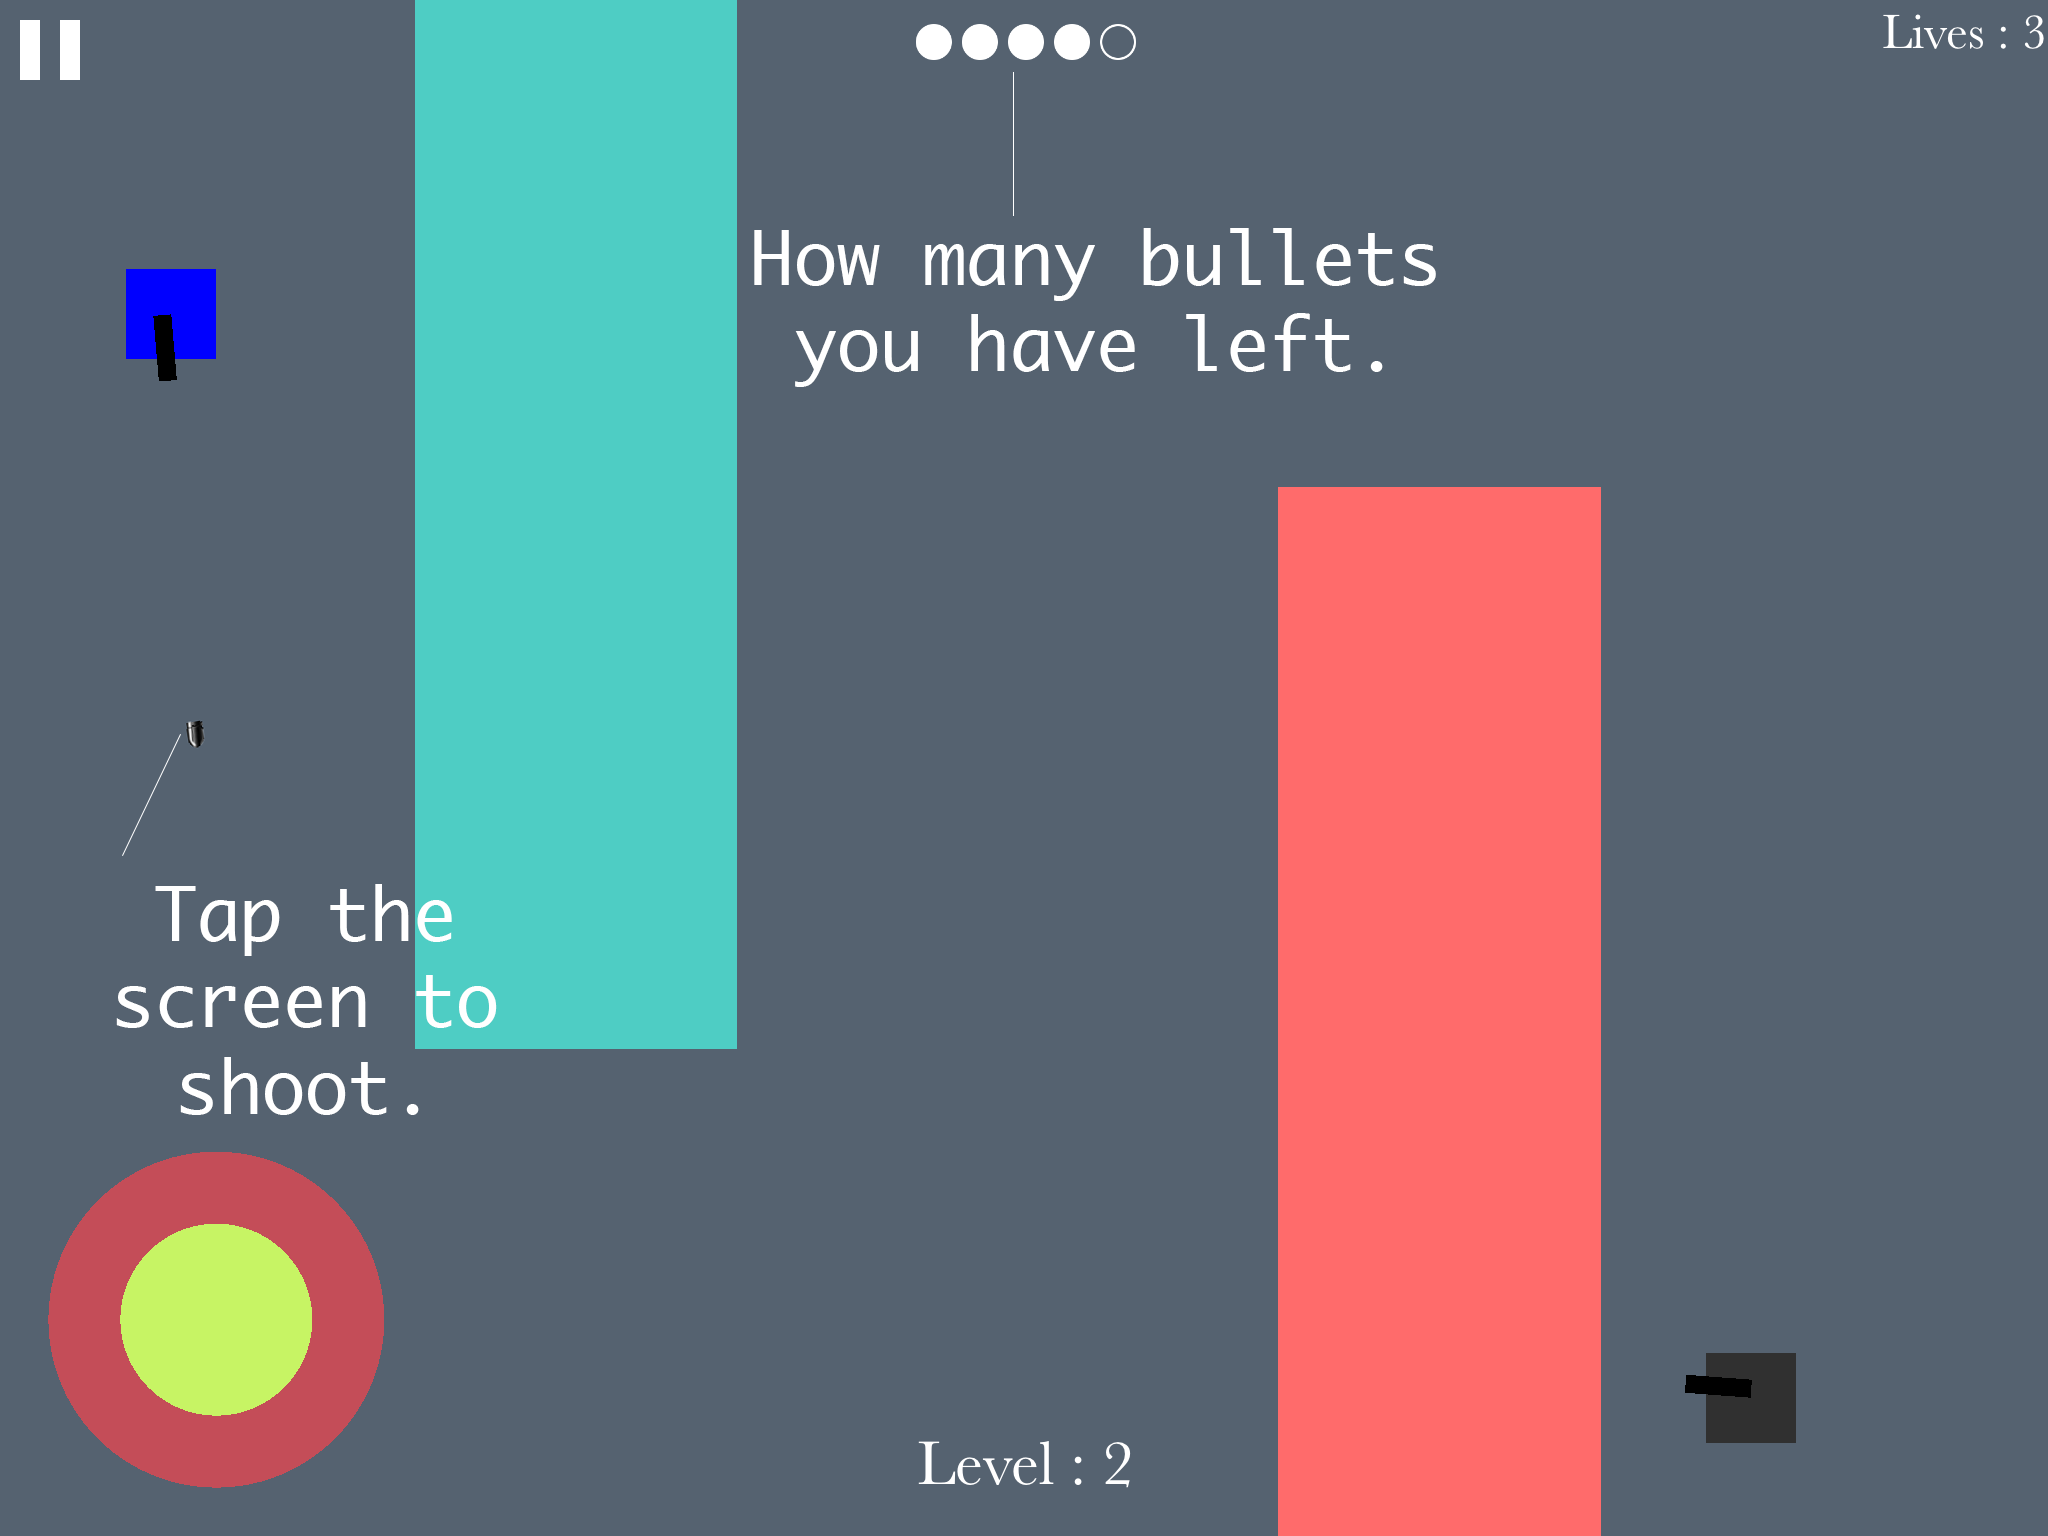 Lives : 3
How many bullets
you have left.
Tap the
screen to
shoot.
Level : 2